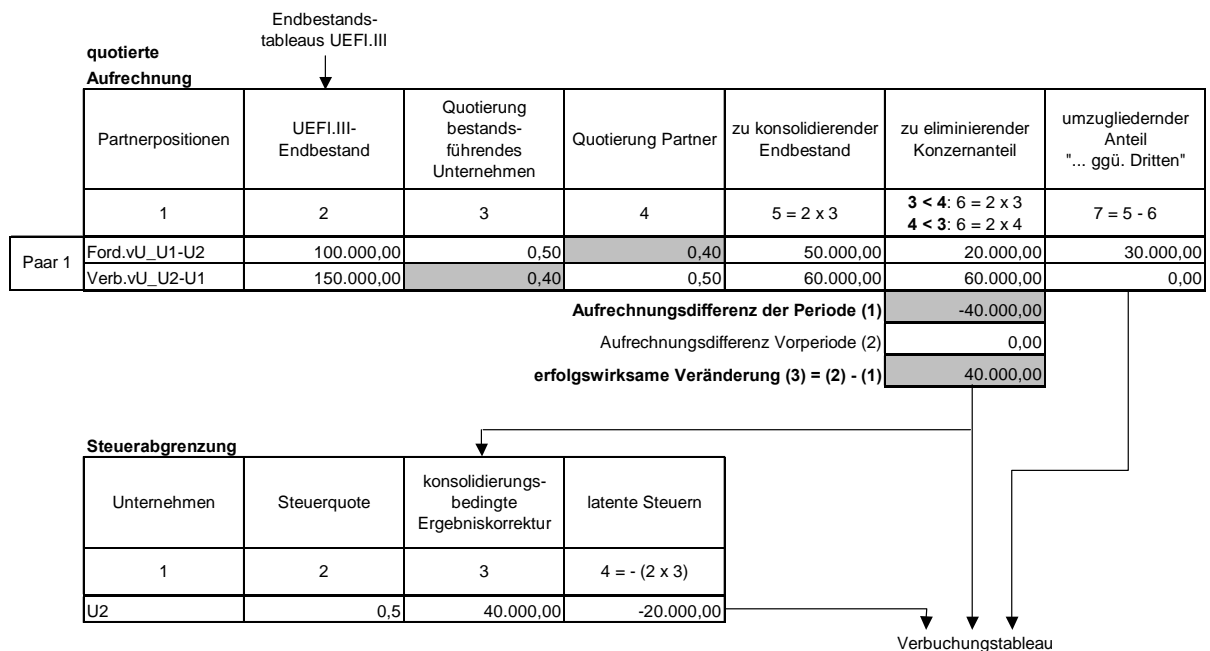 Endbestands-
tableaus UEFI.III
quotierte
Aufrechnung
Partnerpositionen
UEFI.III-
Endbestand
Quotierung
bestands-
führendes
Unternehmen
Quotierung Partner
zu konsolidierender
Endbestand
zu eliminierender
Konzernanteil
umzugliedernder
Anteil
"... ggü. Dritten"
1
2
3
4
5 = 2 x 3
3 < 4: 6 = 2 x 3
4 < 3: 6 = 2 x 4
7 = 5 - 6
Paar 1
Ford.vU_U1-U2 100.000,00 0,50 0,40 50.000,00 20.000,00 30.000,00
Verb.vU_U2-U1 150.000,00 0,40 0,50 60.000,00 60.000,00 0,00
Aufrechnungsdifferenz der Periode (1) -40.000,00
Aufrechnungsdifferenz Vorperiode (2) 0,00
erfolgswirksame Veränderung (3) = (2) - (1) 40.000,00
Steuerabgrenzung
Unternehmen
Steuerquote
konsolidierungs-
bedingte
Ergebniskorrektur
latente Steuern
1
2
3
4 = - (2 x 3)
U2 0,5 40.000,00 -20.000,00
Verbuchungstableau